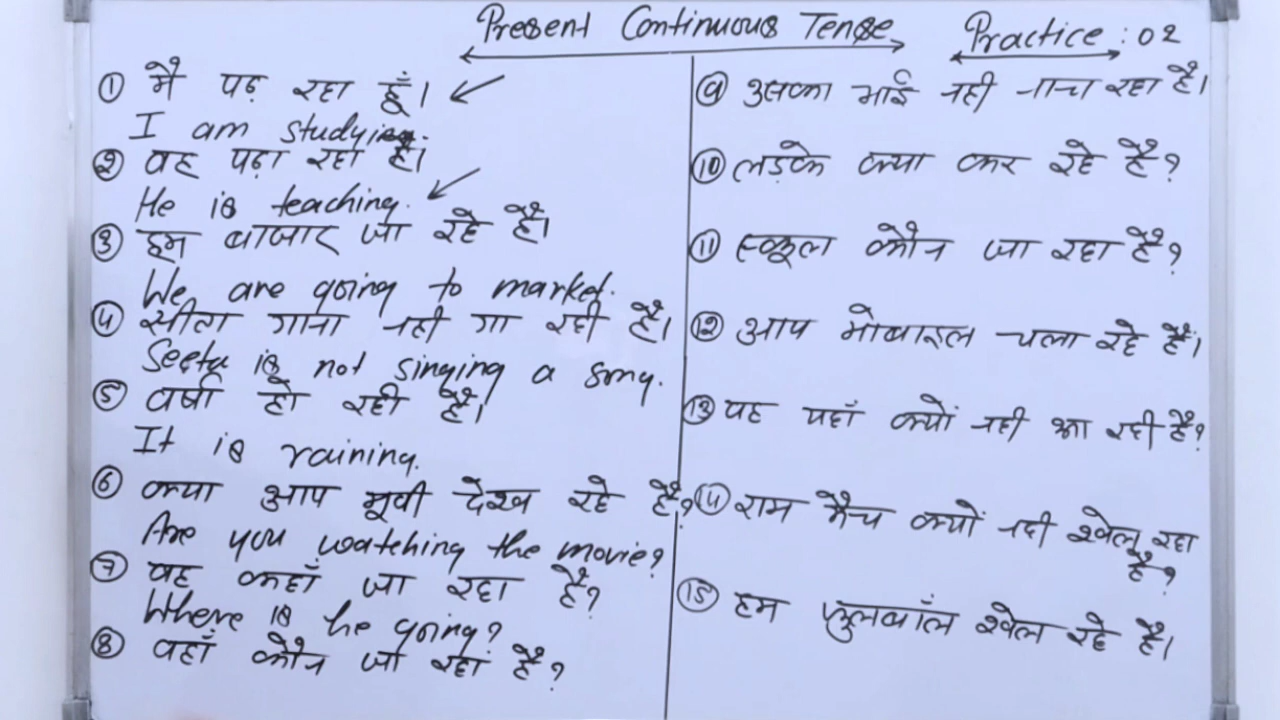 Present Continuous Tense Practice : 02
① मै पढ़ रहा हूँ।
I am studying.
② वह पढ़ा रहा है।
He is teaching.
③ हम बाजार जा रहे है।
We are going to market.
④ सीता गाना नही गा रही है।
Seeta is not singing a song.
⑤ वर्षा हो रही है।
It is raining.
⑥ क्या आप मूवी देख रहे है?
Are you watching the movie?
⑦ वह कहाँ जा रहा है?
Where is he going?
⑧ वहाँ कौन जा रहा है?
⑨ उसका भाई नही नाच रहा है।
⑩ लड़के क्या कर रहे है?
⑪ स्कूल कौन जा रहा है?
⑫ आप मोबाइल चला रहे है।
⑬ वह यहाँ क्यों नही आ रही है?
⑭ राम मैच क्यों नही खेल रहा
है?
⑮ हम फुलबॉल खेल रहे है।